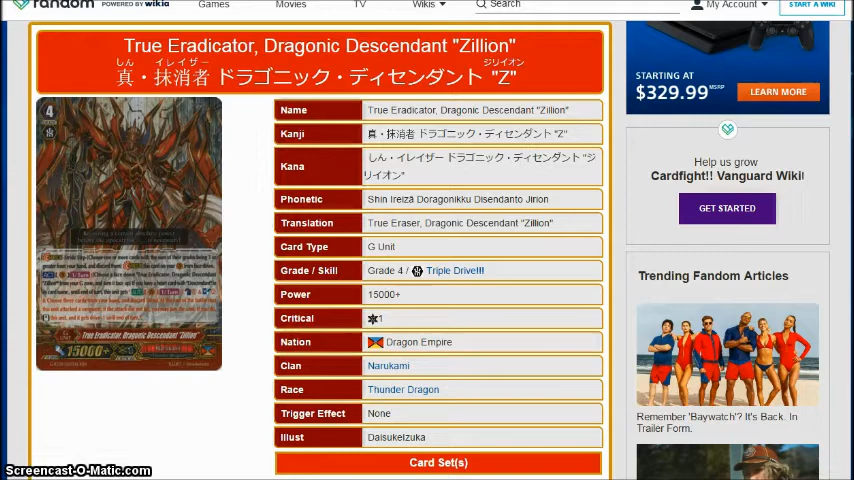 fandom POWERED BY wikia Games Movies TV Wikis Search My Account START A WIKI
True Eradicator, Dragonic Descendant "Zillion"
しん イレイザー ジリイオン
真・抹消者 ドラゴニック・ディセンダント "Z"
4
Name True Eradicator, Dragonic Descendant "Zillion"
Kanji 真・抹消者 ドラゴニック・ディセンダント "Z"
Kana しん・イレイザー ドラゴニック・ディセンダント "ジ
リイオン"
Phonetic Shin Ireizā Doragonikku Disendanto Jirion
Translation True Eraser, Dragonic Descendant "Zillion"
Card Type G Unit
Grade / Skill Grade 4 / Triple Drive!!!
Power 15000+
Critical 1
Nation Dragon Empire
Clan Narukami
Race Thunder Dragon
Trigger Effect None
Illust DaisukeIzuka
Card Set(s)
True Eradicator, Dragonic Descendant "Zillion"
15000+
STARTING AT
$329.99 MSRP LEARN MORE
Help us grow
Cardfight!! Vanguard Wiki!
GET STARTED
Trending Fandom Articles
Remember 'Baywatch'? It's Back. In
Trailer Form.
Screencast-O-Matic.com